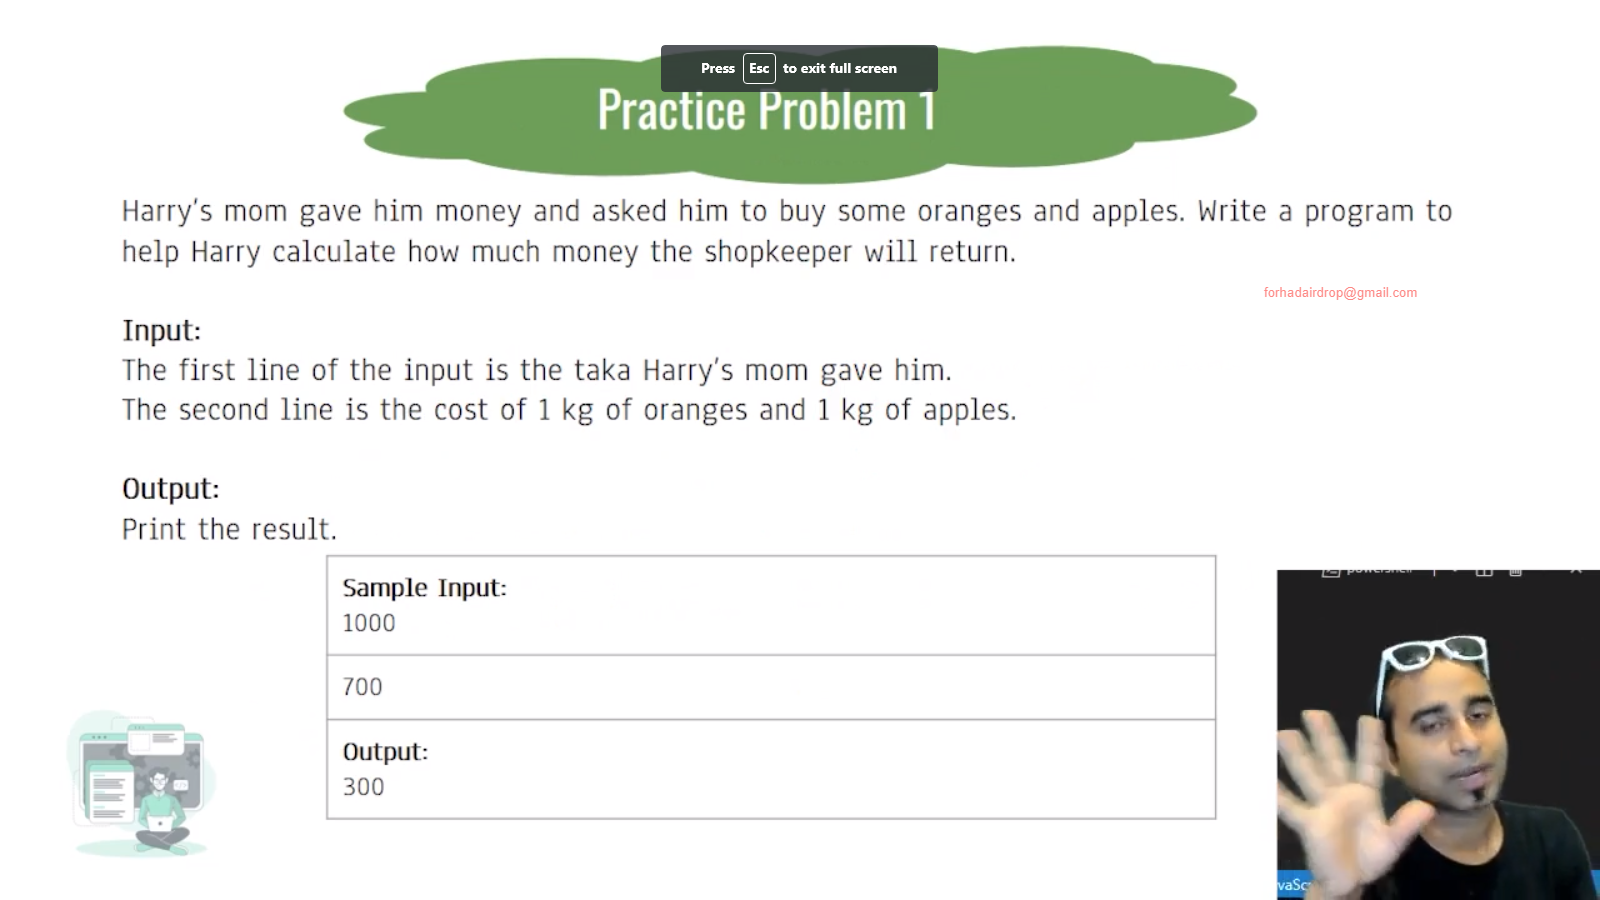 Press Esc to exit full screen
Practice Problem 1
Harry's mom gave him money and asked him to buy some oranges and apples. Write a program to
help Harry calculate how much money the shopkeeper will return.
forhadairdrop@gmail.com
Input:
The first line of the input is the taka Harry's mom gave him.
The second line is the cost of 1 kg of oranges and 1 kg of apples.
Output:
Print the result.
Sample Input:
1000
700
Output:
300